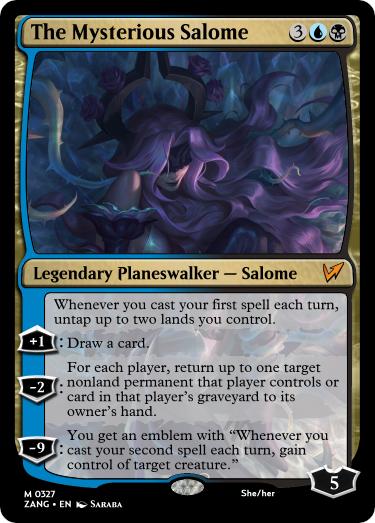 The Mysterious Salome 3
Legendary Planeswalker — Salome
Whenever you cast your first spell each turn,
untap up to two lands you control.
+1: Draw a card.
For each player, return up to one target
-2: nonland permanent that player controls or
card in that player's graveyard to its
owner's hand.
You get an emblem with “Whenever you
-9: cast your second spell each turn, gain
control of target creature.”
5
M 0327 She/her
ZANG • EN Saraba